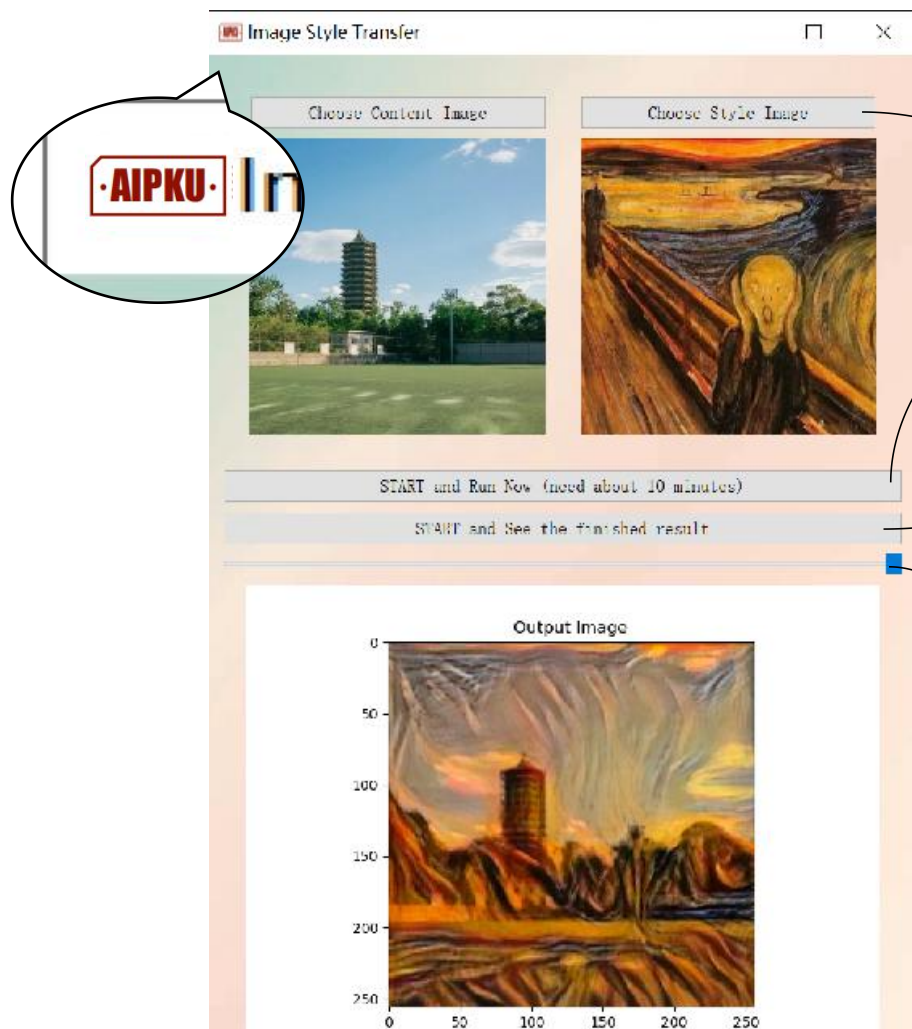 Image Style Transfer
·AIPKU·
In
Choose Content Image
Choose Style Image
START and Run Now (need about 10 minutes)
START and See the finished result
Output Image
0
50
100
150
200
250
0 50 100 150 200 250